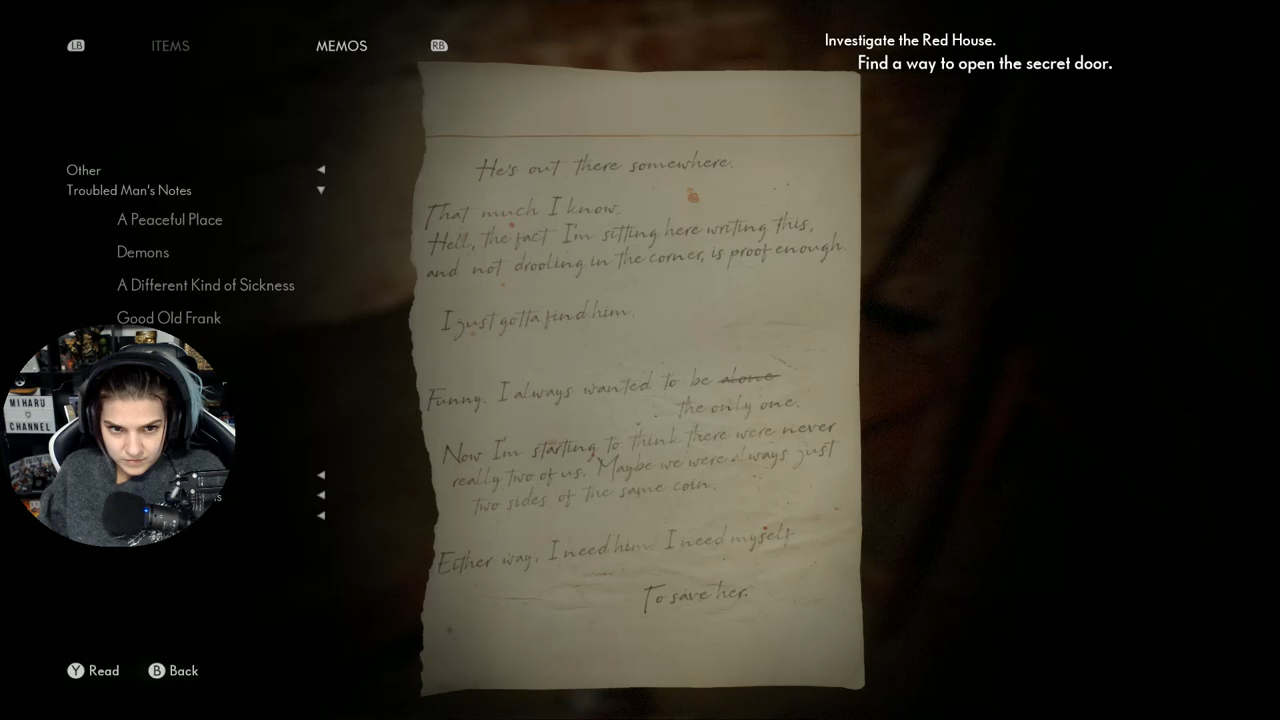 LB ITEMS MEMOS RB
Investigate the Red House.
Find a way to open the secret door.
Other
Troubled Man's Notes
A Peaceful Place
Demons
A Different Kind of Sickness
Good Old Frank
MIHARU
CHANNEL
s
He's out there somewhere.
That much I know.
Hell, the fact I'm sitting here writing this,
and not drooling in the corner, is proof enough.
I just gotta find him.
Funny. I always wanted to be alone
the only one.
Now I'm starting to think there were never
really two of us. Maybe we were always just
two sides of the same coin.
Either way, I need him. I need myself.
To save her.
Y Read B Back